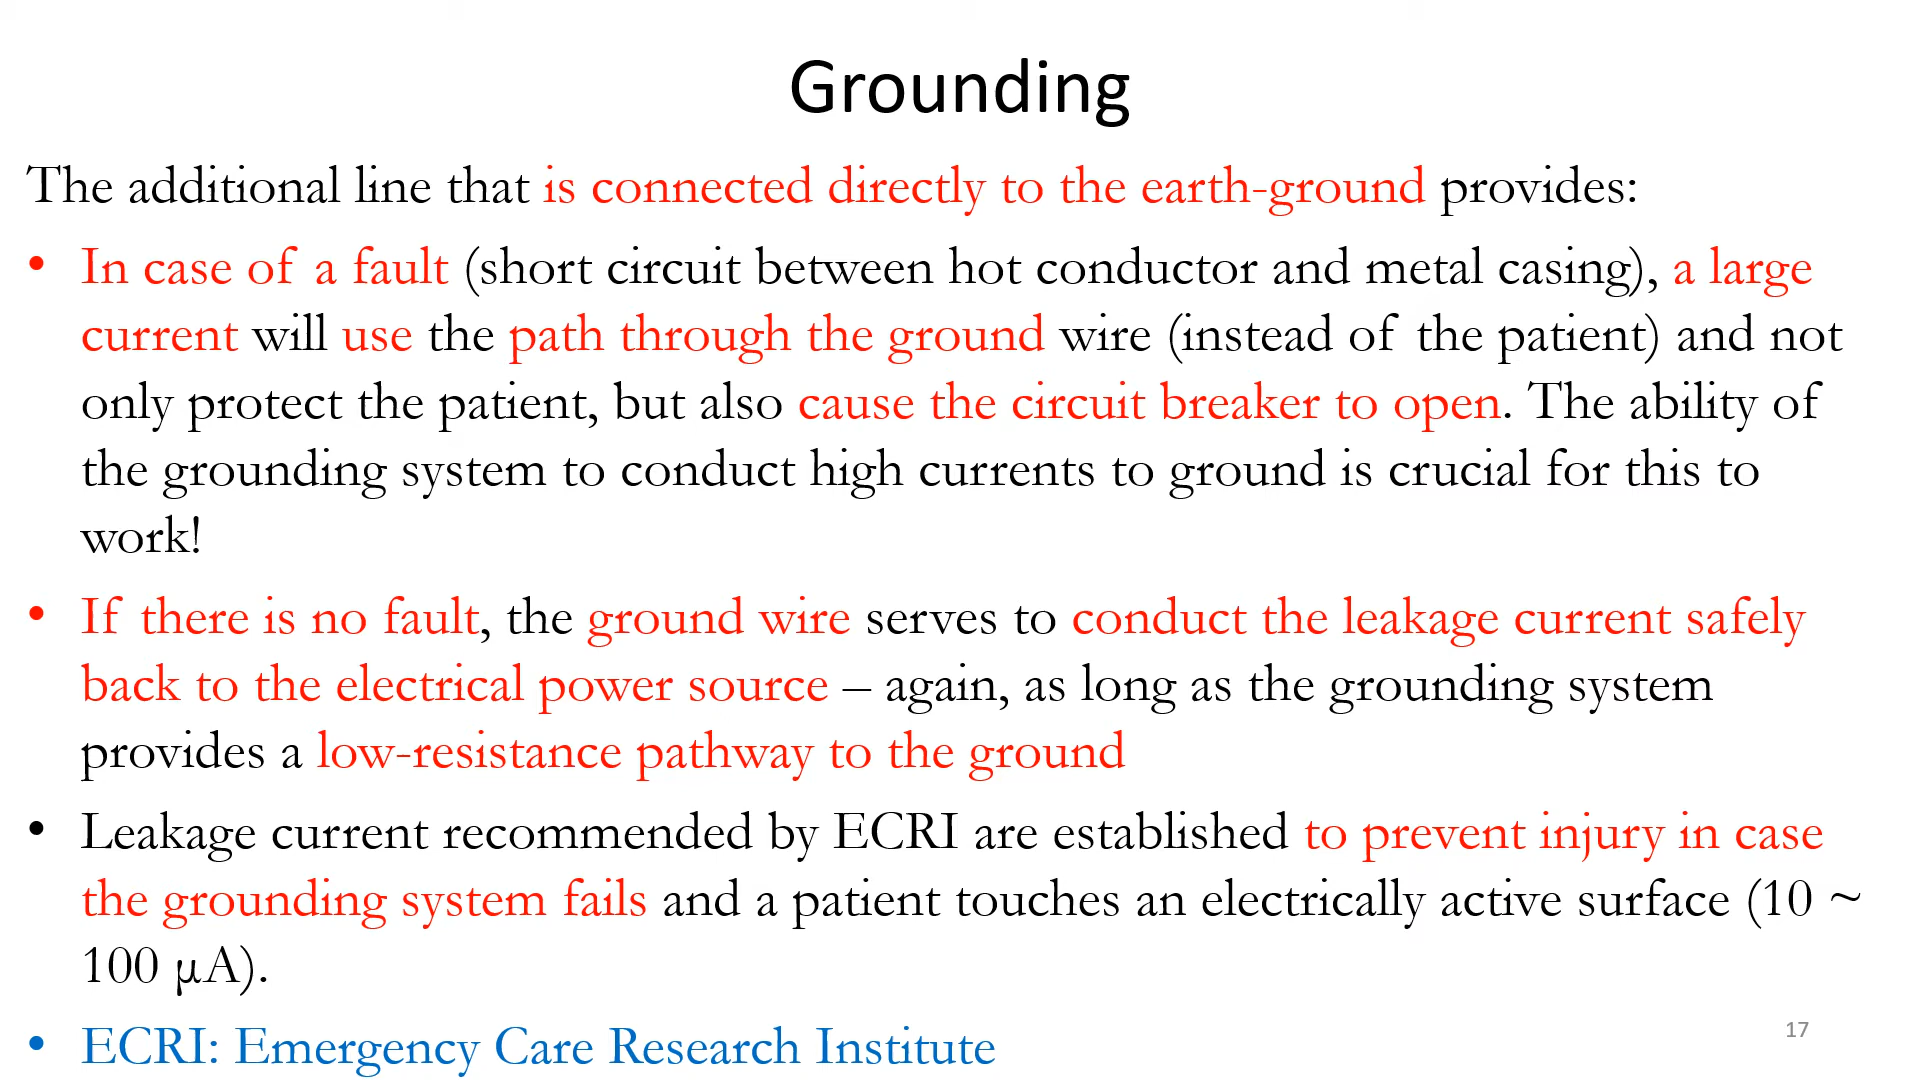 Grounding
The additional line that is connected directly to the earth-ground provides:
• In case of a fault (short circuit between hot conductor and metal casing), a large
current will use the path through the ground wire (instead of the patient) and not
only protect the patient, but also cause the circuit breaker to open. The ability of
the grounding system to conduct high currents to ground is crucial for this to
work!
• If there is no fault, the ground wire serves to conduct the leakage current safely
back to the electrical power source – again, as long as the grounding system
provides a low-resistance pathway to the ground
• Leakage current recommended by ECRI are established to prevent injury in case
the grounding system fails and a patient touches an electrically active surface (10 ~
100 μA).
• ECRI: Emergency Care Research Institute
17